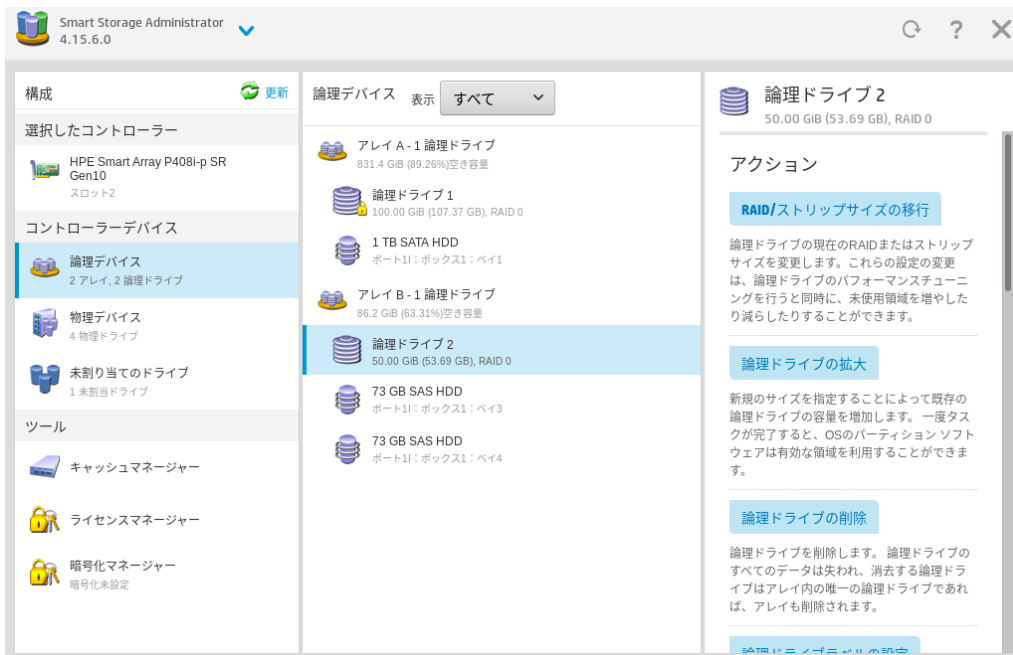 Smart Storage Administrator
4.15.6.0
?
構成
更新
選択したコントローラー
HPE Smart Array P408i-p SR
Gen10
スロット2
コントローラーデバイス
論理デバイス
2 アレイ, 2 論理ドライブ
物理デバイス
4 物理ドライブ
未割り当てのドライブ
1 未割当ドライブ
ツール
キャッシュマネージャー
ライセンスマネージャー
暗号化マネージャー
暗号化未設定
論理デバイス 表示 すべて
アレイ A - 1 論理ドライブ
831.4 GiB (89.26%)空き容量
論理ドライブ 1
100.00 GiB (107.37 GB), RAID 0
1 TB SATA HDD
ポート1I：ボックス1：ベイ1
アレイ B - 1 論理ドライブ
86.2 GiB (63.31%)空き容量
論理ドライブ 2
50.00 GiB (53.69 GB), RAID 0
73 GB SAS HDD
ポート1I：ボックス1：ベイ3
73 GB SAS HDD
ポート1I：ボックス1：ベイ4
論理ドライブ 2
50.00 GiB (53.69 GB), RAID 0
アクション
RAID/ストリップサイズの移行
論理ドライブの現在のRAIDまたはストリップ
サイズを変更します。これらの設定の変更
は、論理ドライブのパフォーマンスチューニ
ングを行うと同時に、未使用領域を増やした
り減らしたりすることができます。
論理ドライブの拡大
新規のサイズを指定することによって既存の
論理ドライブの容量を増加します。 一度タス
クが完了すると、OSのパーティション ソフト
ウェアは有効な領域を利用することができま
す。
論理ドライブの削除
論理ドライブを削除します。 論理ドライブの
すべてのデータは失われ、消去する論理ドラ
イブはアレイ内の唯一の論理ドライブであれ
ば、アレイも削除されます。
論理ドライブラベルの設定